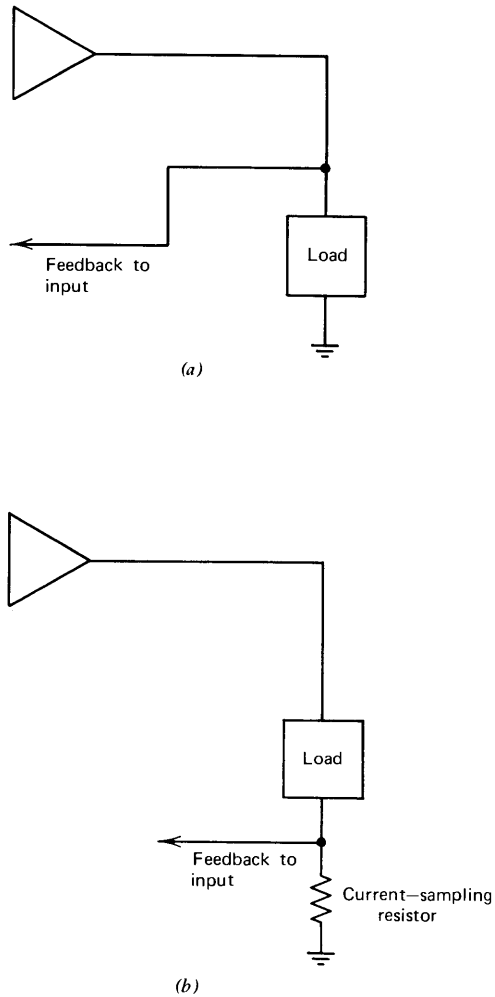 Load
Feedback to
input
(a)
Load
Feedback to
input
Current—sampling
resistor
(b)